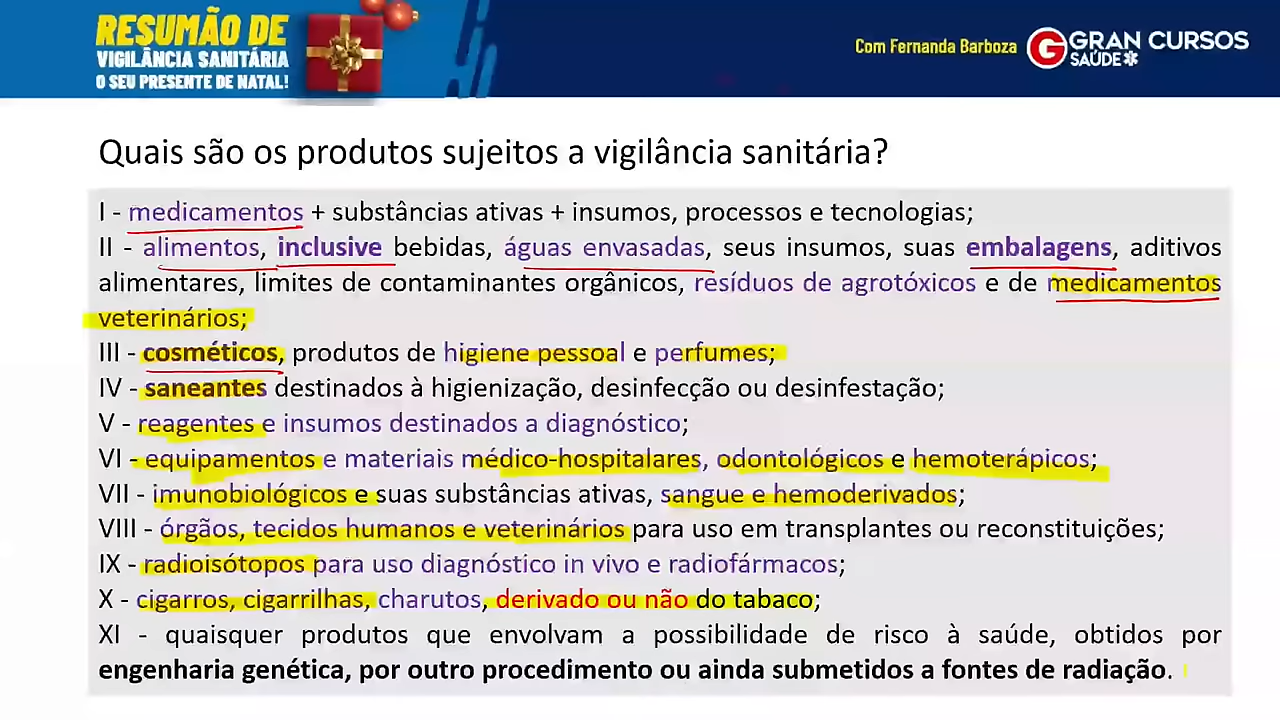 RESUMÃO DE
VIGILÂNCIA SANITÁRIA
O SEU PRESENTE DE NATAL!
Com Fernanda Barboza
GRAN CURSOS
SAÚDE
Quais são os produtos sujeitos a vigilância sanitária?
I - medicamentos + substâncias ativas + insumos, processos e tecnologias;
II - alimentos, inclusive bebidas, águas envasadas, seus insumos, suas embalagens, aditivos
alimentares, limites de contaminantes orgânicos, resíduos de agrotóxicos e de medicamentos
veterinários;
III - cosméticos, produtos de higiene pessoal e perfumes;
IV - saneantes destinados à higienização, desinfecção ou desinfestação;
V - reagentes e insumos destinados a diagnóstico;
VI - equipamentos e materiais médico-hospitalares, odontológicos e hemoterápicos;
VII - imunobiológicos e suas substâncias ativas, sangue e hemoderivados;
VIII - órgãos, tecidos humanos e veterinários para uso em transplantes ou reconstituições;
IX - radioisótopos para uso diagnóstico in vivo e radiofármacos;
X - cigarros, cigarrilhas, charutos, derivado ou não do tabaco;
XI - quaisquer produtos que envolvam a possibilidade de risco à saúde, obtidos por
engenharia genética, por outro procedimento ou ainda submetidos a fontes de radiação.